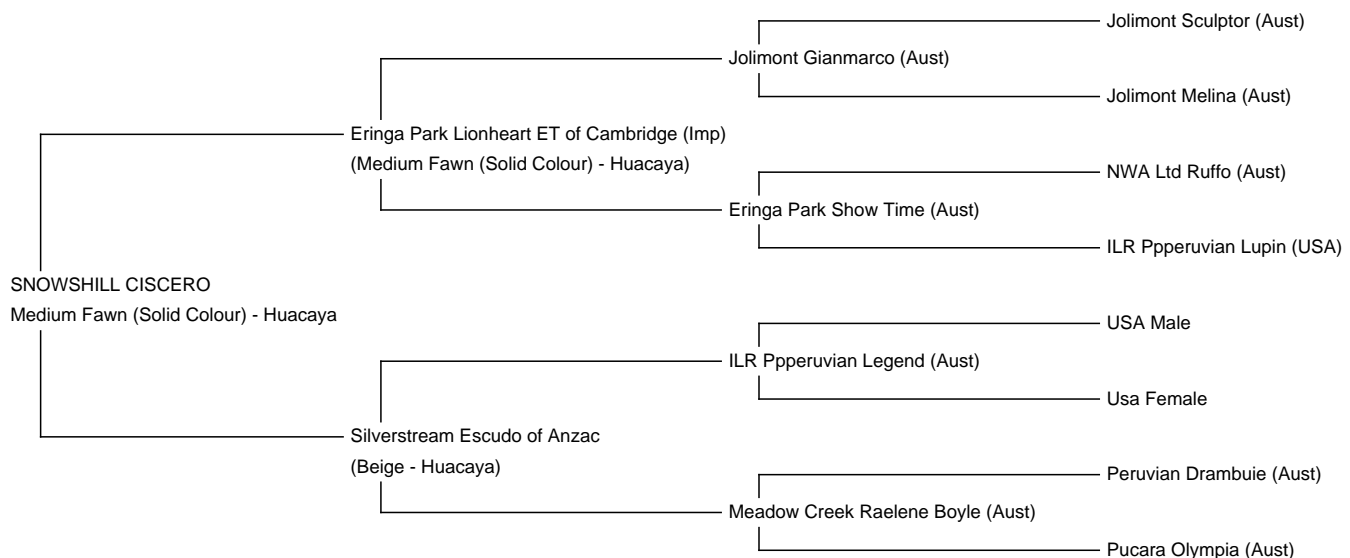 Jolimont Sculptor (Aust)
Jolimont Gianmarco (Aust)
Jolimont Melina (Aust)
Eringa Park Lionheart ET of Cambridge (Imp)
(Medium Fawn (Solid Colour) - Huacaya)
NWA Ltd Ruffo (Aust)
Eringa Park Show Time (Aust)
ILR Ppperuvian Lupin (USA)
SNOWSHILL CISCERO
Medium Fawn (Solid Colour) - Huacaya
USA Male
ILR Ppperuvian Legend (Aust)
Usa Female
Silverstream Escudo of Anzac
(Beige - Huacaya)
Peruvian Drambuie (Aust)
Meadow Creek Raelene Boyle (Aust)
Pucara Olympia (Aust)